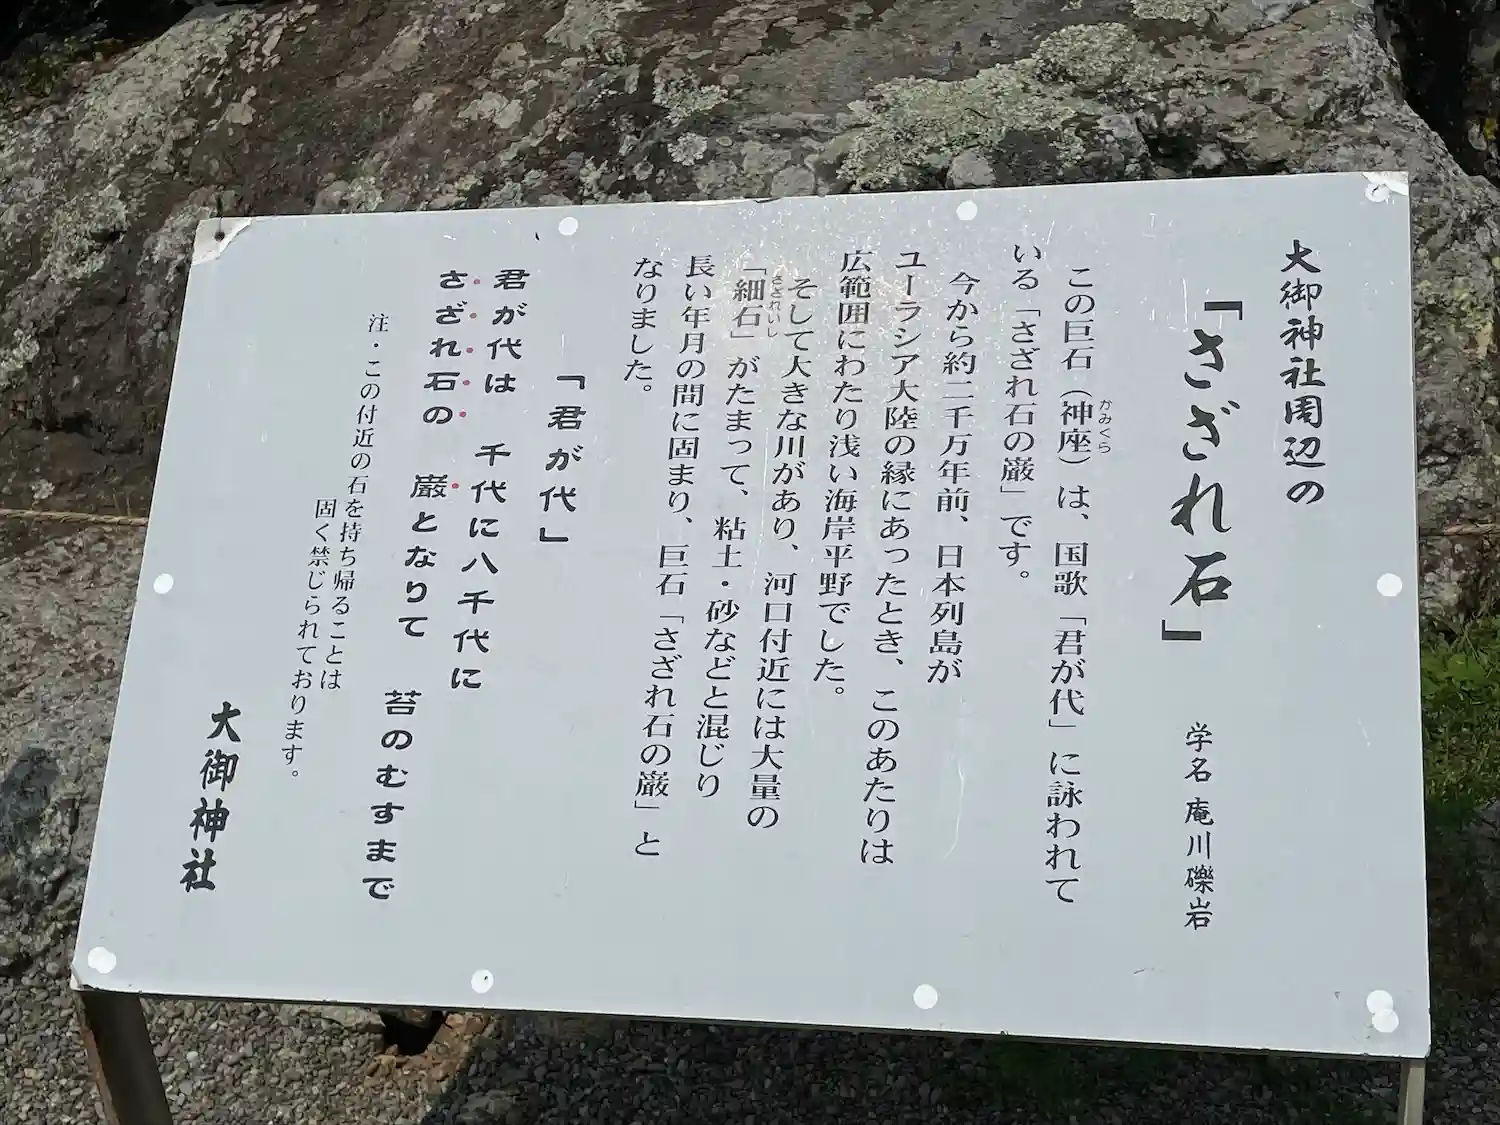 大御神社周辺の
「さざれ石」 学名 庵川礫岩
この巨石(神座)は、国歌「君が代」に詠われて
かみくら
いる「さざれ石の巌」です。
今から約二千万年前、日本列島が
ユーラシア大陸の縁にあったとき、このあたりは
広範囲にわたり浅い海岸平野でした。
そして大きな川があり、河口付近には大量の
「細石」がたまって、粘土・砂などと混じり
さざれいし
長い年月の間に固まり、巨石「さざれ石の巌」と
なりました。
「君が代」
君が代は 千代に八千代に
さざれ石の 巌となりて 苔のむすまで
注・この付近の石を持ち帰ることは
固く禁じられております。
大御神社